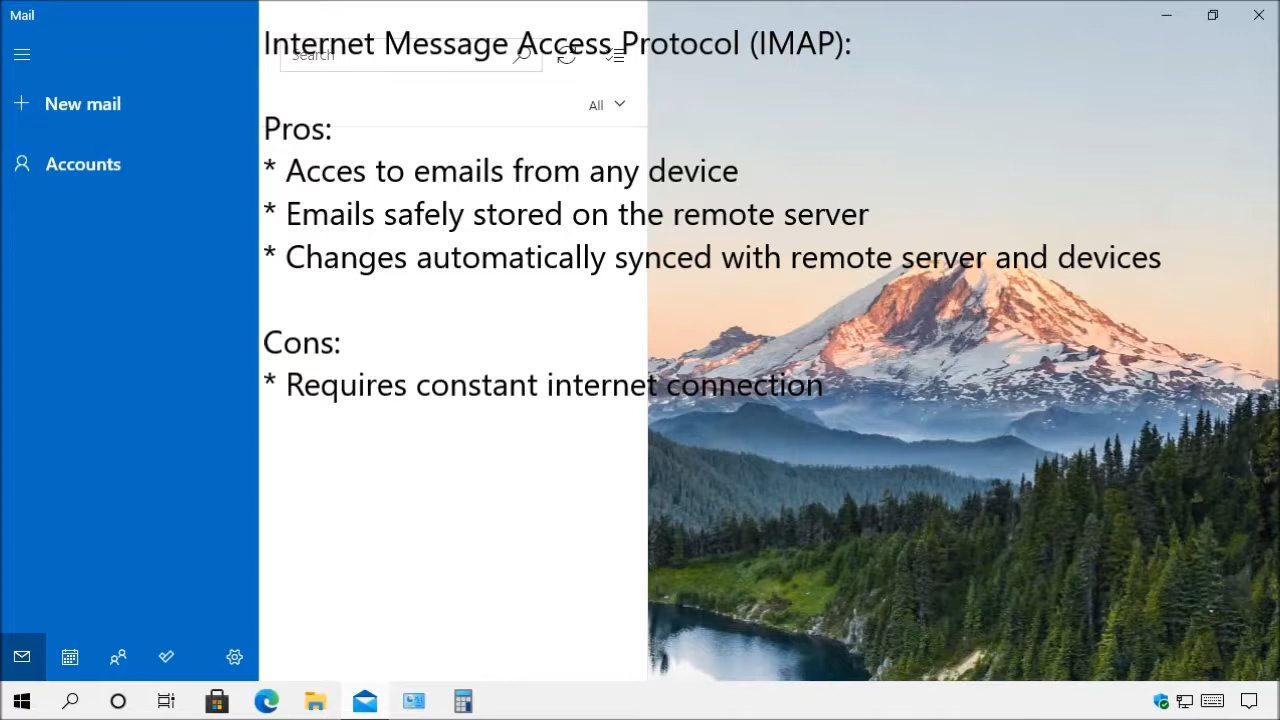 Mail
Internet Message Access Protocol (IMAP):
Search
New mail
All
Pros:
Accounts
* Acces to emails from any device
* Emails safely stored on the remote server
* Changes automatically synced with remote server and devices
Cons:
* Requires constant internet connection